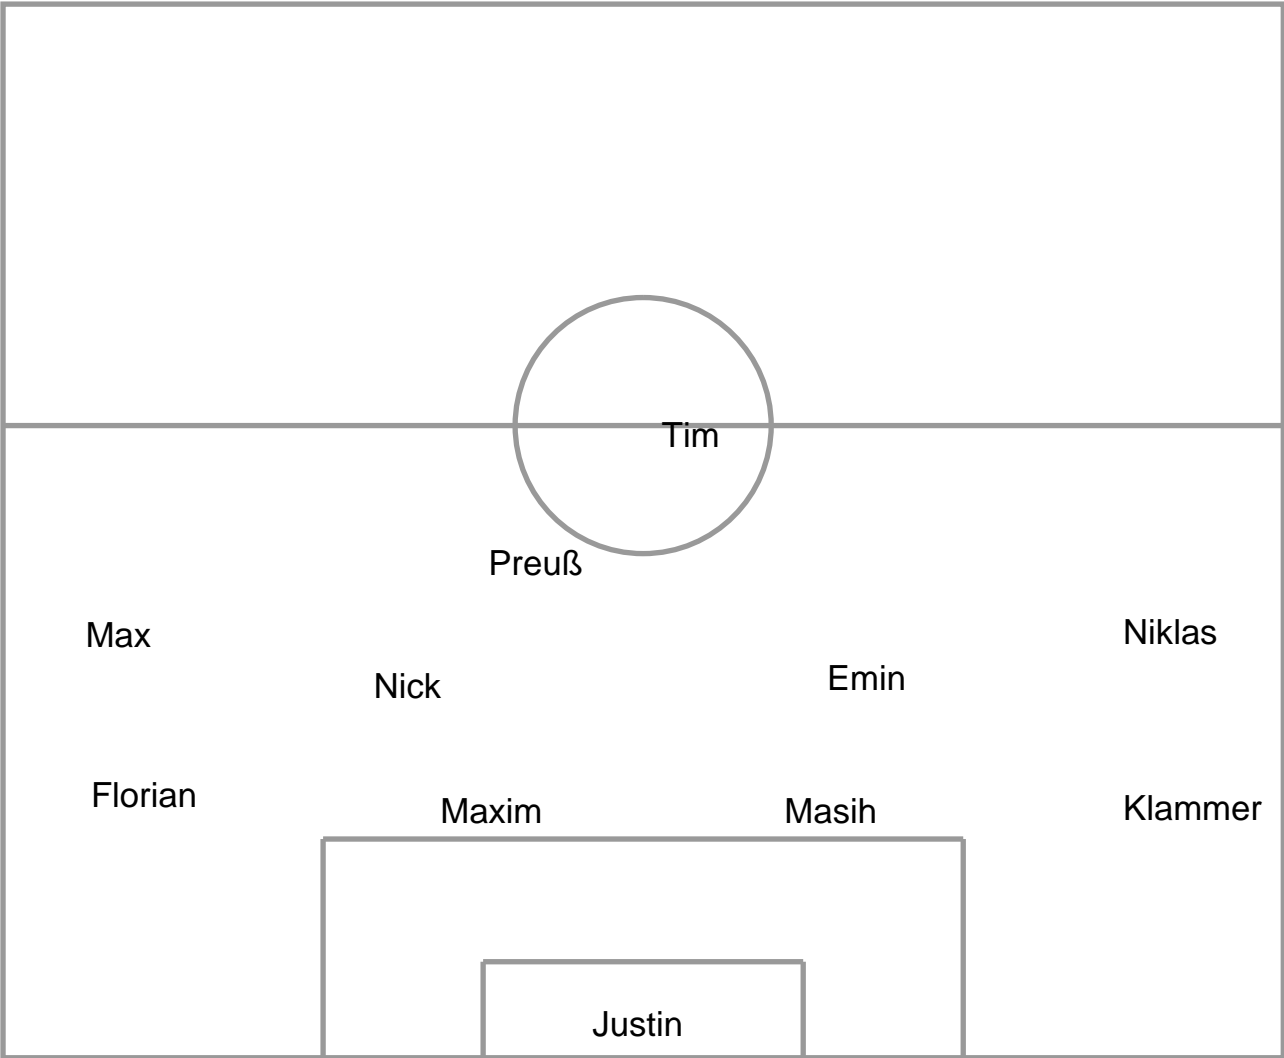 Tim
Preuß
Max
Niklas
Nick
Emin
Florian
Maxim
Masih
Klammer
Justin